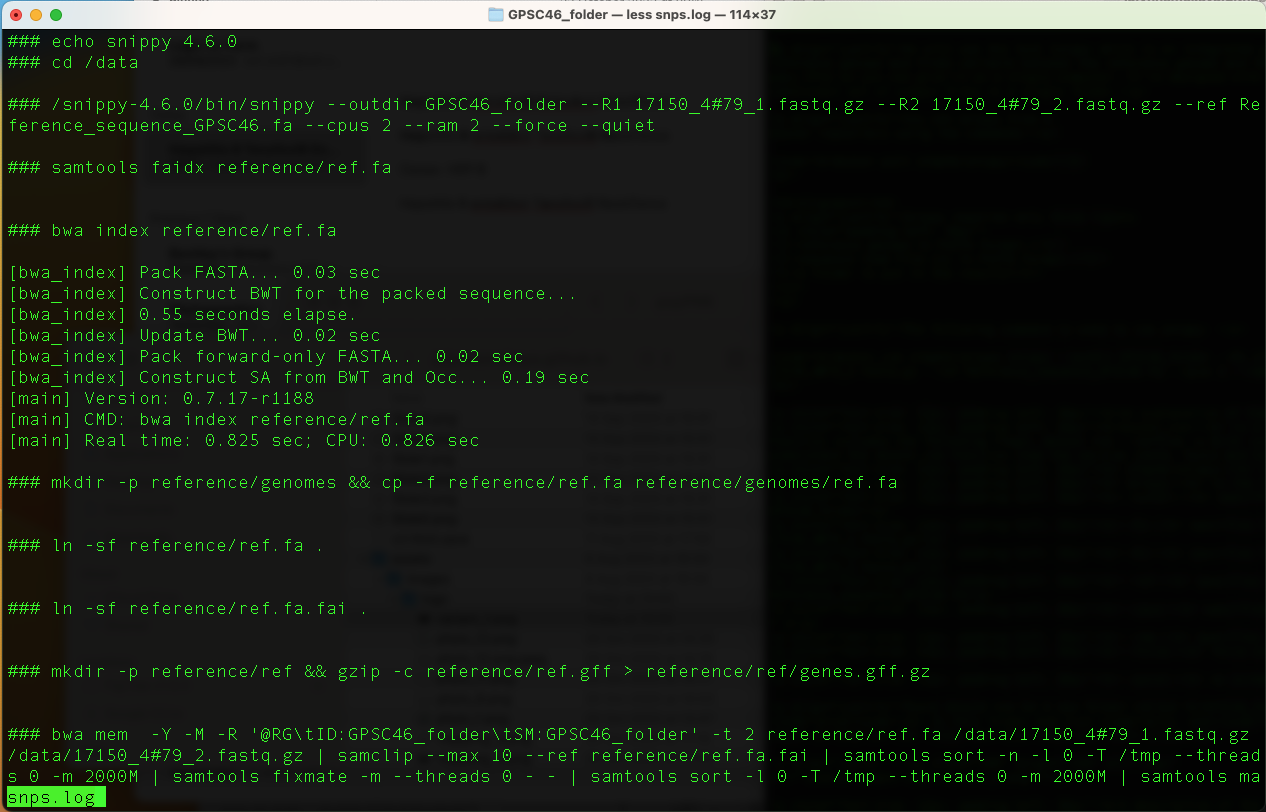 GPSC46_folder — less snps.log — 114×37
### echo snippy 4.6.0
### cd /data
### /snippy-4.6.0/bin/snippy --outdir GPSC46_folder --R1 17150_4#79_1.fastq.gz --R2 17150_4#79_2.fastq.gz --ref Re
ference_sequence_GPSC46.fa --cpus 2 --ram 2 --force --quiet
### samtools faidx reference/ref.fa
### bwa index reference/ref.fa
[bwa_index] Pack FASTA... 0.03 sec
[bwa_index] Construct BWT for the packed sequence...
[bwa_index] 0.55 seconds elapse.
[bwa_index] Update BWT... 0.02 sec
[bwa_index] Pack forward-only FASTA... 0.02 sec
[bwa_index] Construct SA from BWT and Occ... 0.19 sec
[main] Version: 0.7.17-r1188
[main] CMD: bwa index reference/ref.fa
[main] Real time: 0.825 sec; CPU: 0.826 sec
### mkdir -p reference/genomes && cp -f reference/ref.fa reference/genomes/ref.fa
### ln -sf reference/ref.fa .
### ln -sf reference/ref.fa.fai .
### mkdir -p reference/ref && gzip -c reference/ref.gff > reference/ref/genes.gff.gz
### bwa mem  -Y -M -R '@RG\tID:GPSC46_folder\tSM:GPSC46_folder' -t 2 reference/ref.fa /data/17150_4#79_1.fastq.gz
/data/17150_4#79_2.fastq.gz | samclip --max 10 --ref reference/ref.fa.fai | samtools sort -n -l 0 -T /tmp --thread
s 0 -m 2000M | samtools fixmate -m --threads 0 - - | samtools sort -l 0 -T /tmp --threads 0 -m 2000M | samtools ma
snps.log